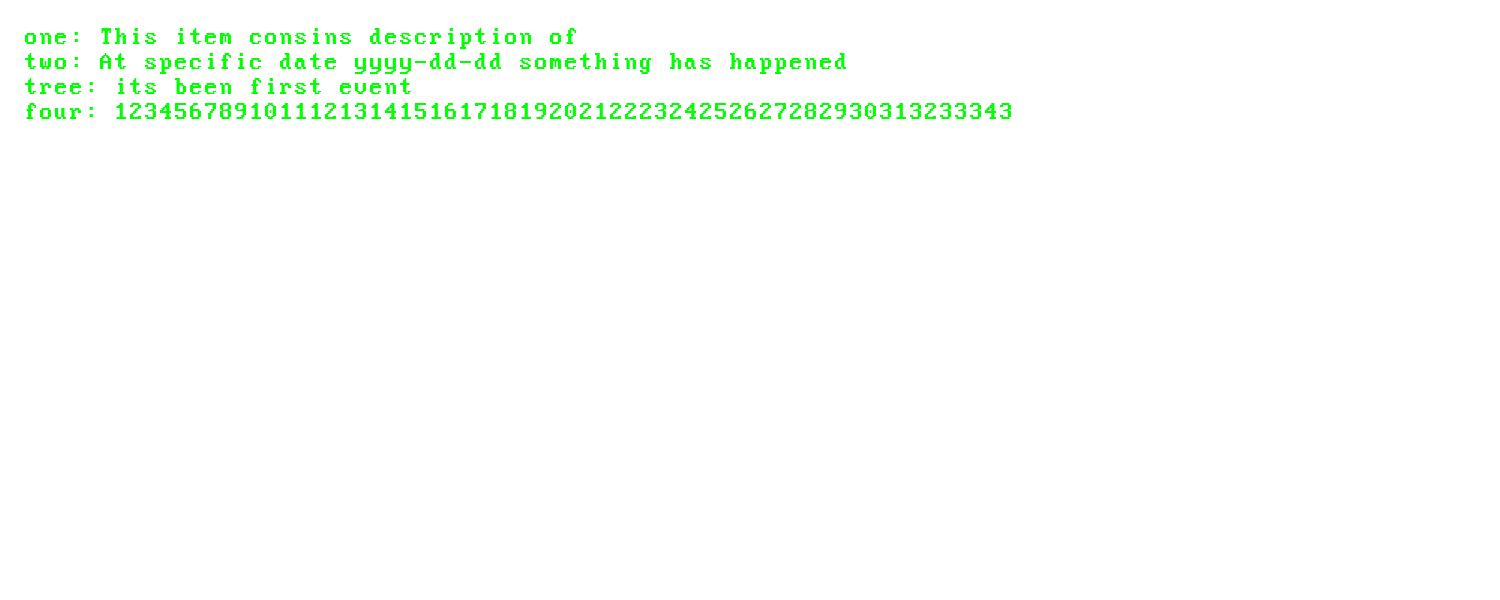 one: This item consins description of
two: At specific date yyyy-dd-dd something has happened
tree: its been first event
four: 123456789101112131415161718192021222324252627282930313233343